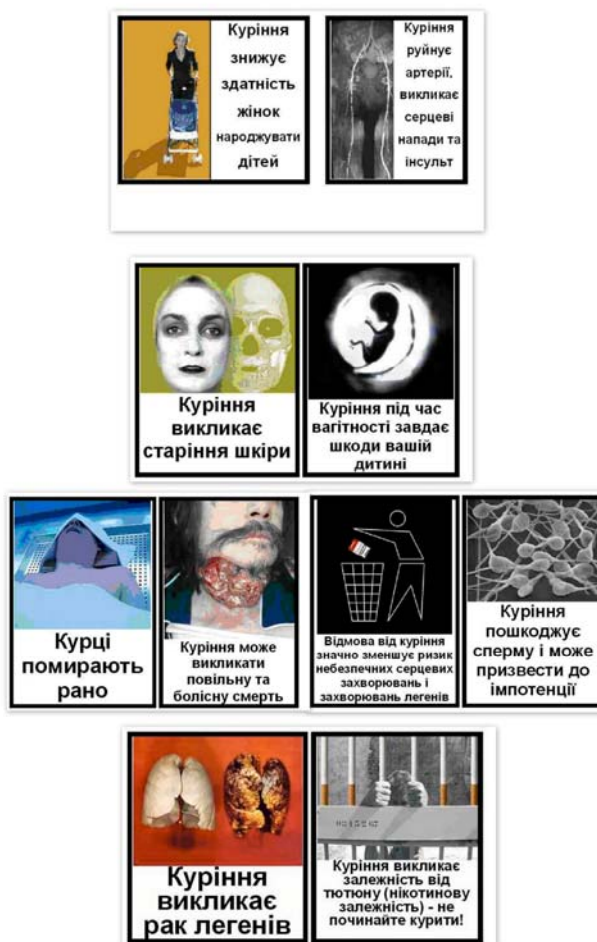 Куріння
знижує
здатність
жінок
народжувати
дітей
Куріння
руйнує
артерії,
викликає
серцеві
напади та
інсульт
Куріння
викликає
старіння шкіри
Куріння під час
вагітності завдає
шкоди вашій
дитині
Курці
помирають
рано
Куріння може
викликати
повільну та
болісну смерть
Відмова від куріння
значно зменшує ризик
небезпечних серцевих
захворювань і
захворювань легенів
Куріння
пошкоджує
сперму і може
призвести до
імпотенції
Куріння
викликає
рак легенів
Куріння викликає
залежність від
тютюну (нікотинову
залежність) - не
починайте курити!